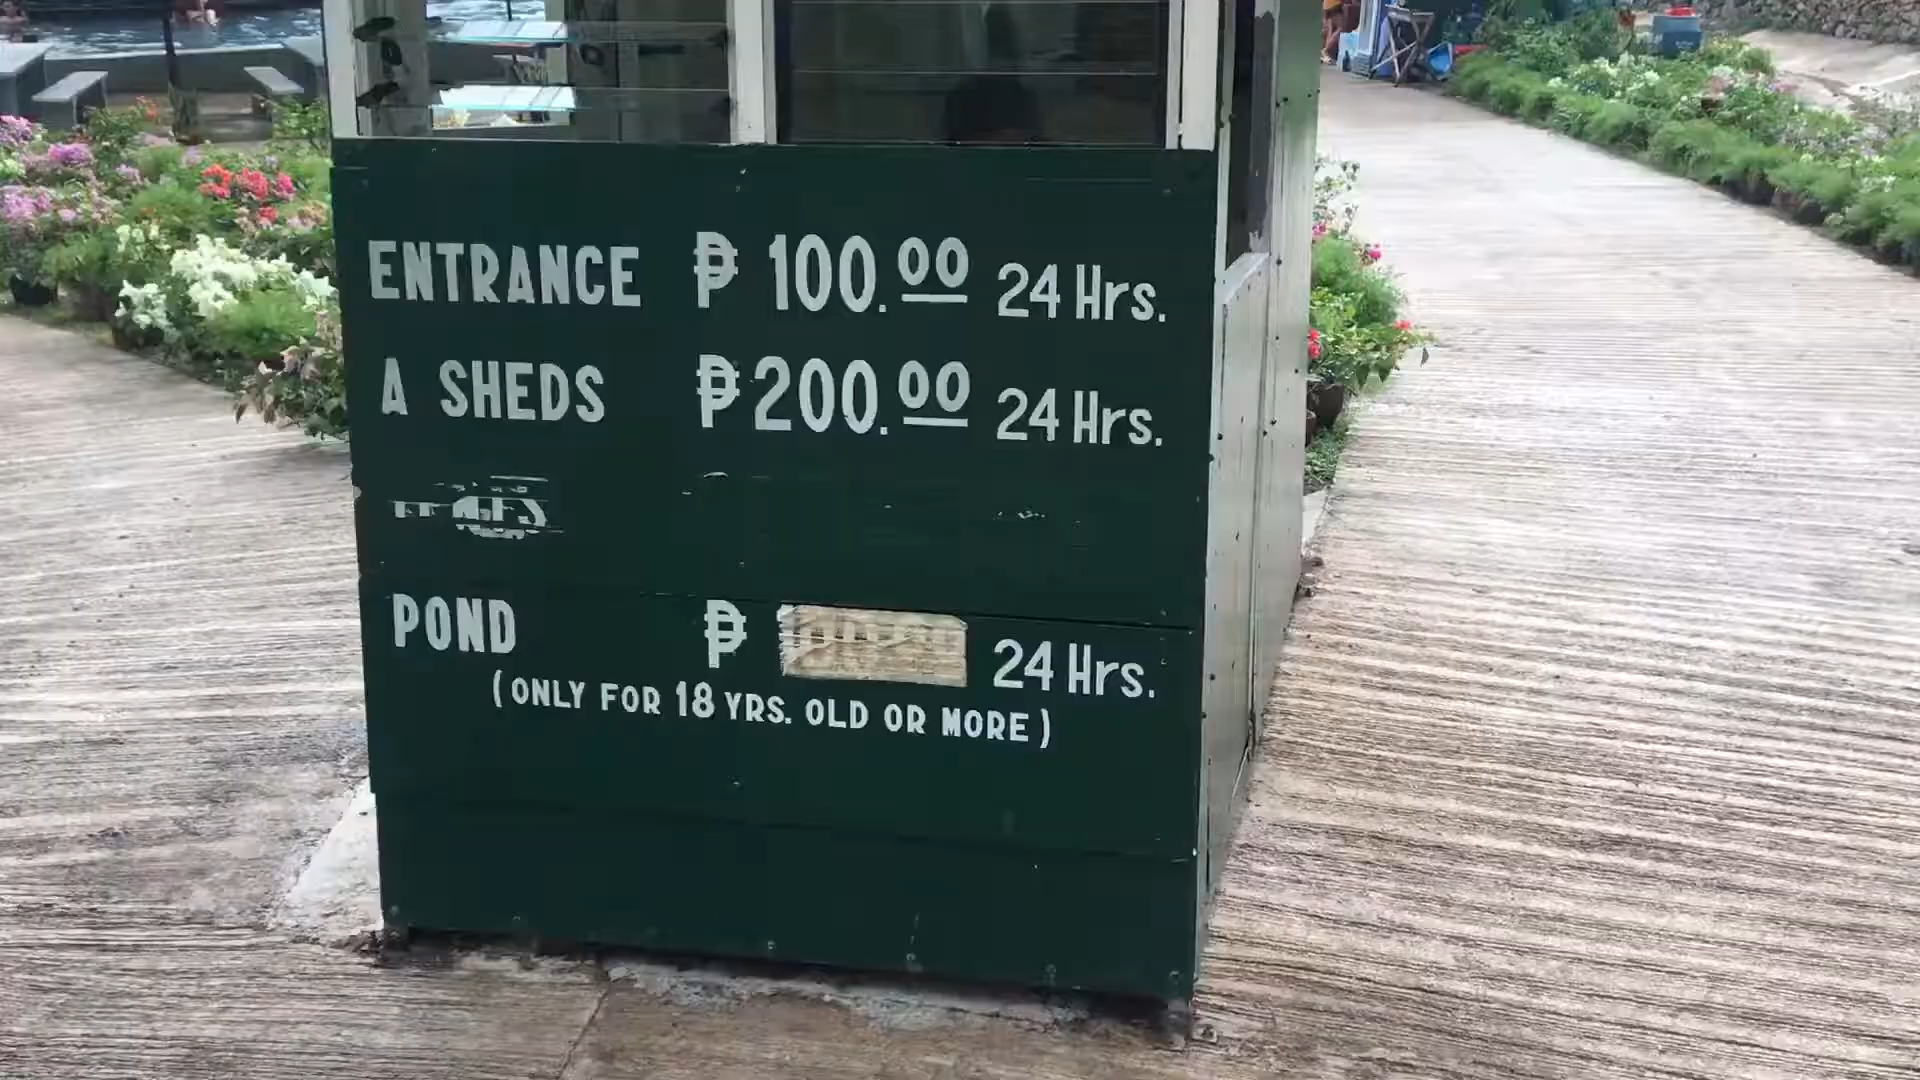 ENTRANCE ₱ 100.00 24 Hrs.
A SHEDS ₱ 200.00 24 Hrs.
POND ₱ 24 Hrs.
(ONLY FOR 18 YRS. OLD OR MORE)